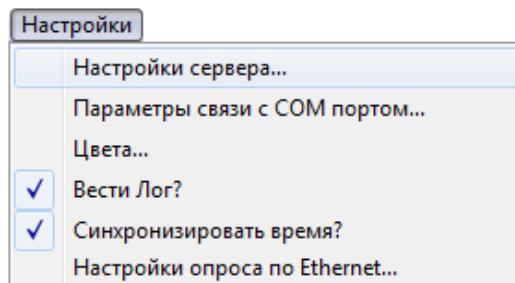 Настройки
Настройки сервера...
Параметры связи с COM портом...
Цвета...
Вести Лог?
Синхронизировать время?
Настройки опроса по Ethernet...